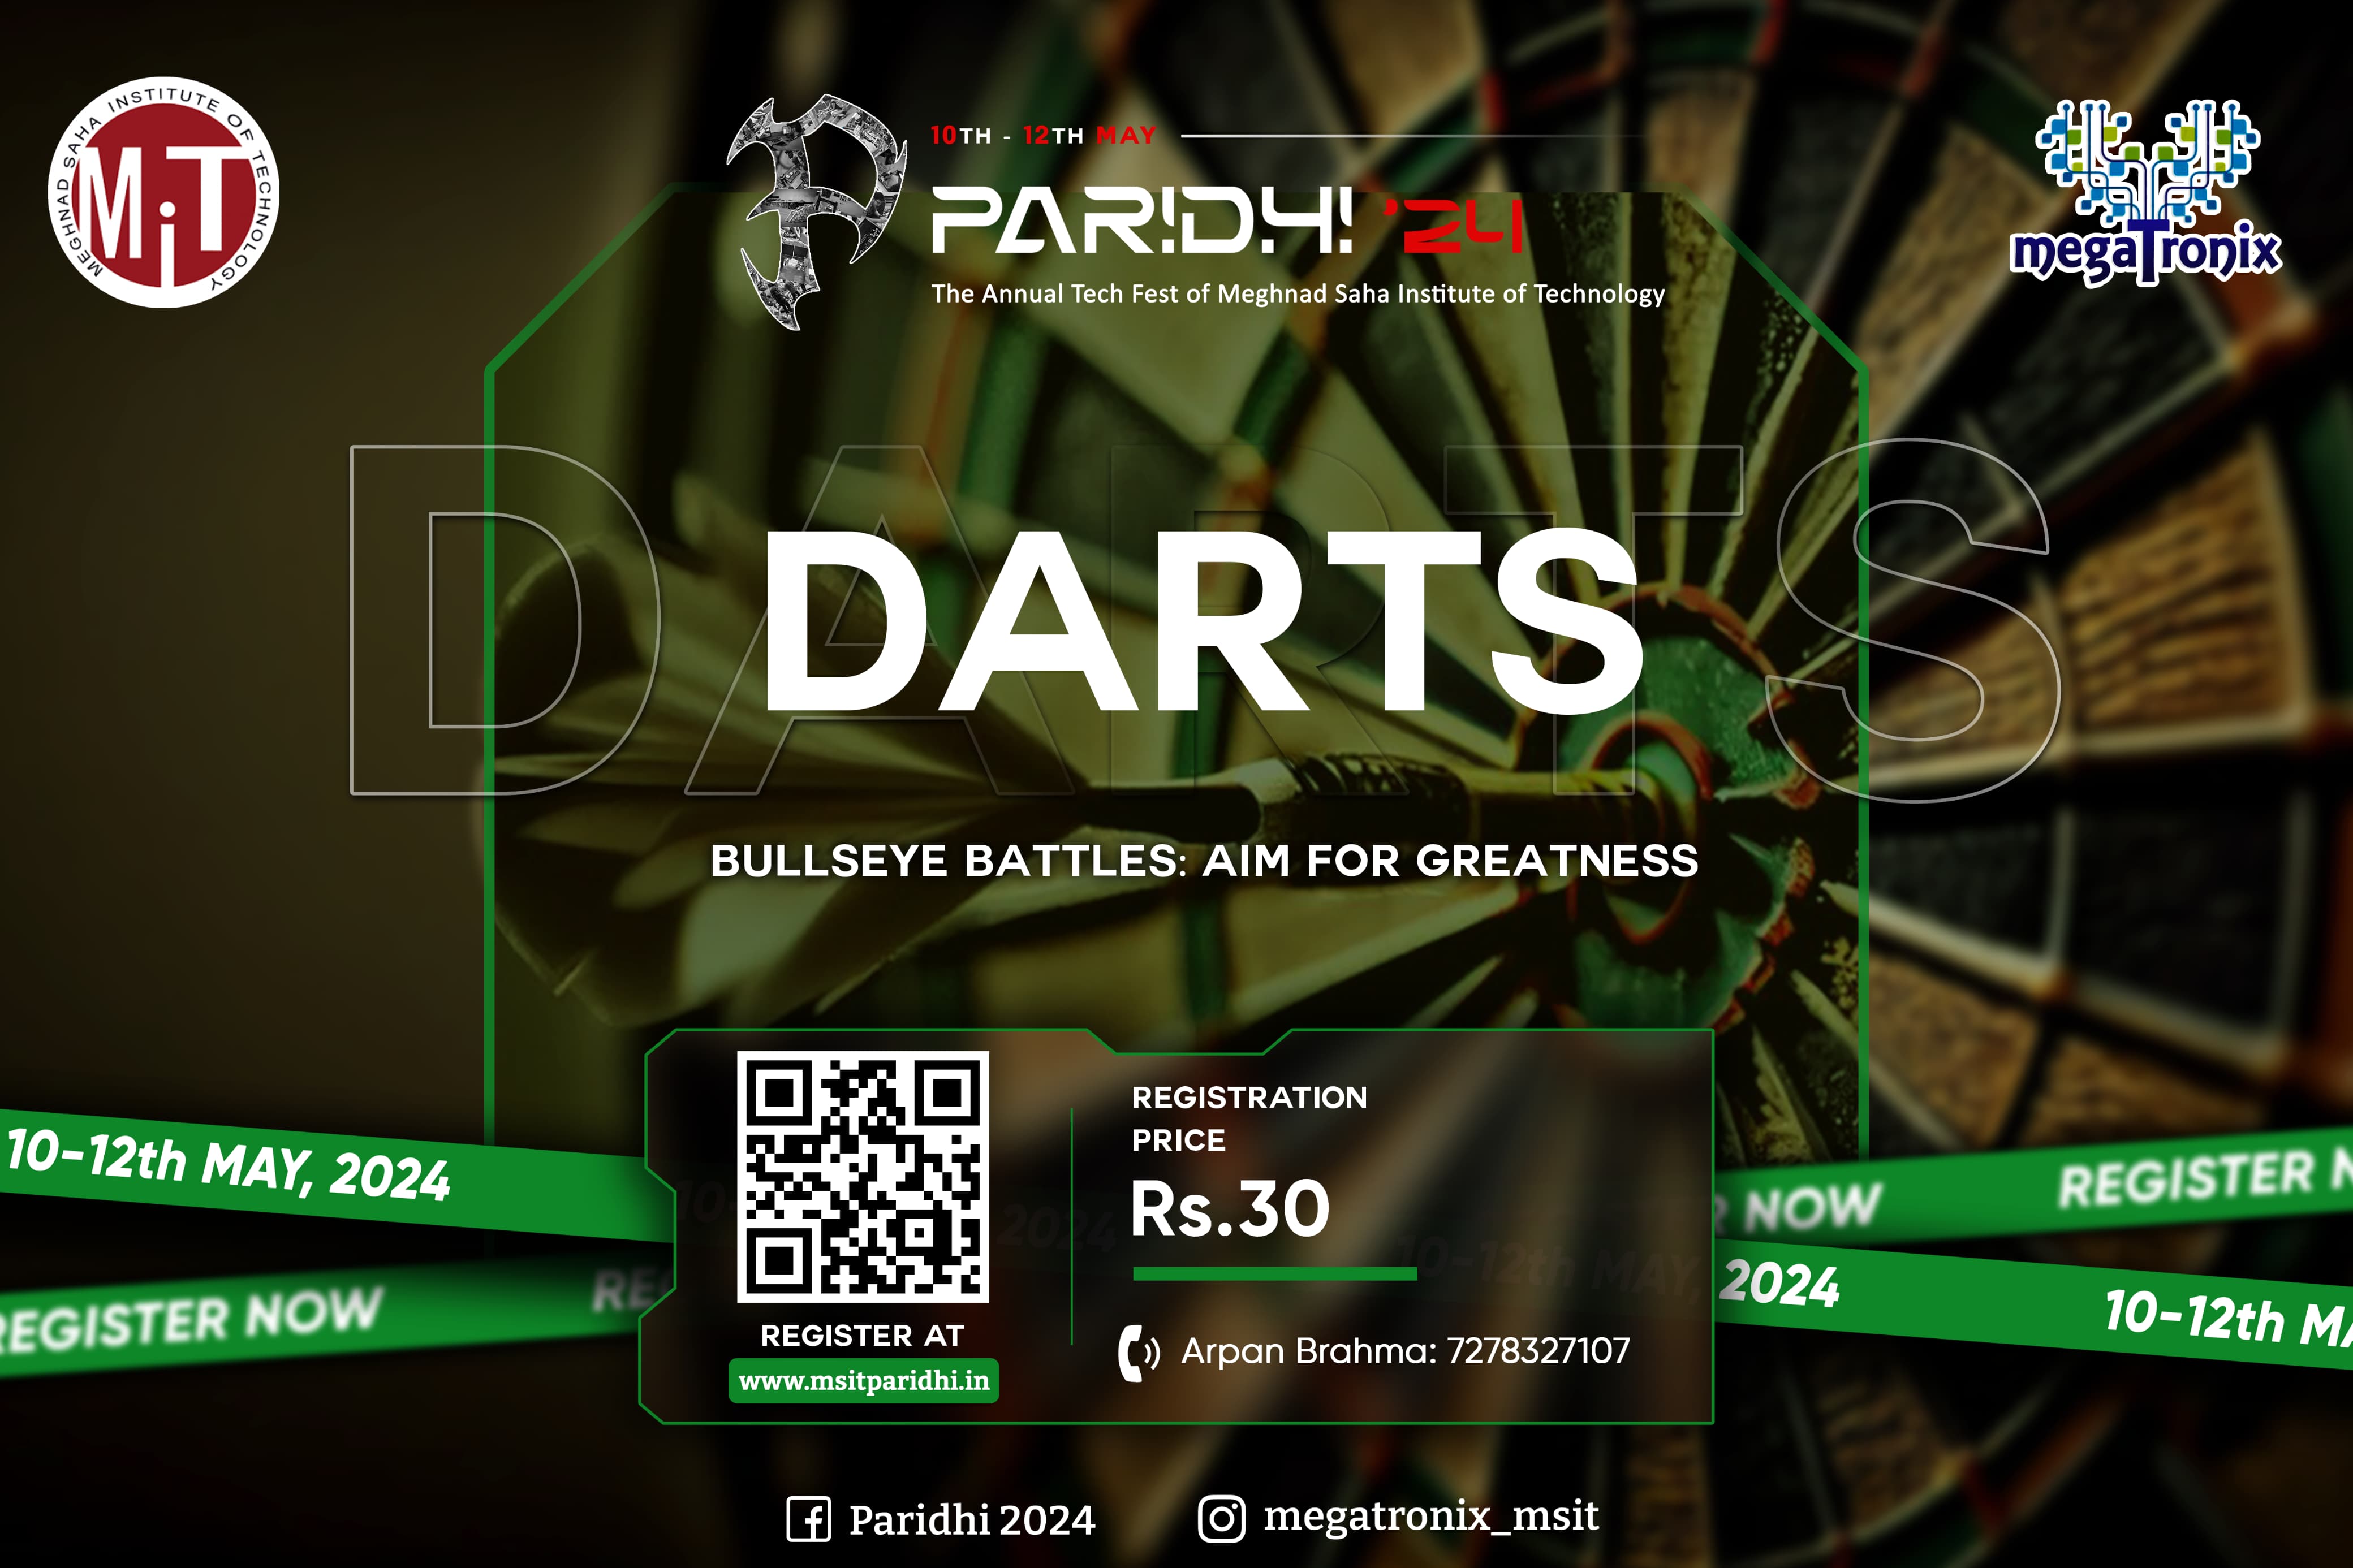 MEGHNAD SAHA INSTITUTE OF TECHNOLOGY
MiT
10TH - 12TH MAY
PAR!DH! '24
The Annual Tech Fest of Meghnad Saha Institute of Technology
megaTronix
DARTS
DARTS
BULLSEYE BATTLES: AIM FOR GREATNESS
REGISTRATION
PRICE
Rs.30
Arpan Brahma: 7278327107
REGISTER AT
www.msitparidhi.in
10-12th MAY, 2024
REGISTER NOW
NOW
REGISTER
2024
10-12th
Paridhi 2024
megatronix_msit